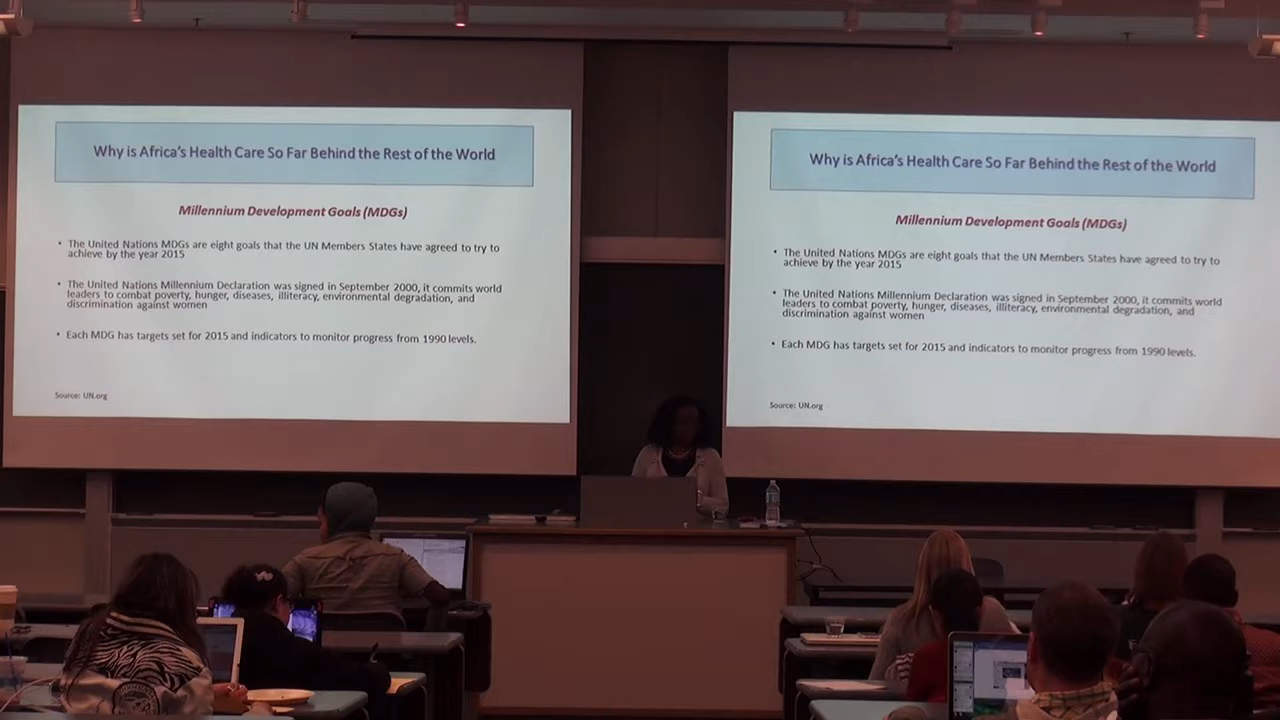 Why is Africa's Health Care So Far Behind the Rest of the World
Millennium Development Goals (MDGs)
• The United Nations MDGs are eight goals that the UN Members States have agreed to try to
achieve by the year 2015
• The United Nations Millennium Declaration was signed in September 2000, it commits world
leaders to combat poverty, hunger, diseases, illiteracy, environmental degradation, and
discrimination against women
• Each MDG has targets set for 2015 and indicators to monitor progress from 1990 levels.
Source: UN.org
Why is Africa's Health Care So Far Behind the Rest of the World
Millennium Development Goals (MDGs)
• The United Nations MDGs are eight goals that the UN Members States have agreed to try to
achieve by the year 2015
• The United Nations Millennium Declaration was signed in September 2000, it commits world
leaders to combat poverty, hunger, diseases, illiteracy, environmental degradation, and
discrimination against women
• Each MDG has targets set for 2015 and indicators to monitor progress from 1990 levels.
Source: UN.org